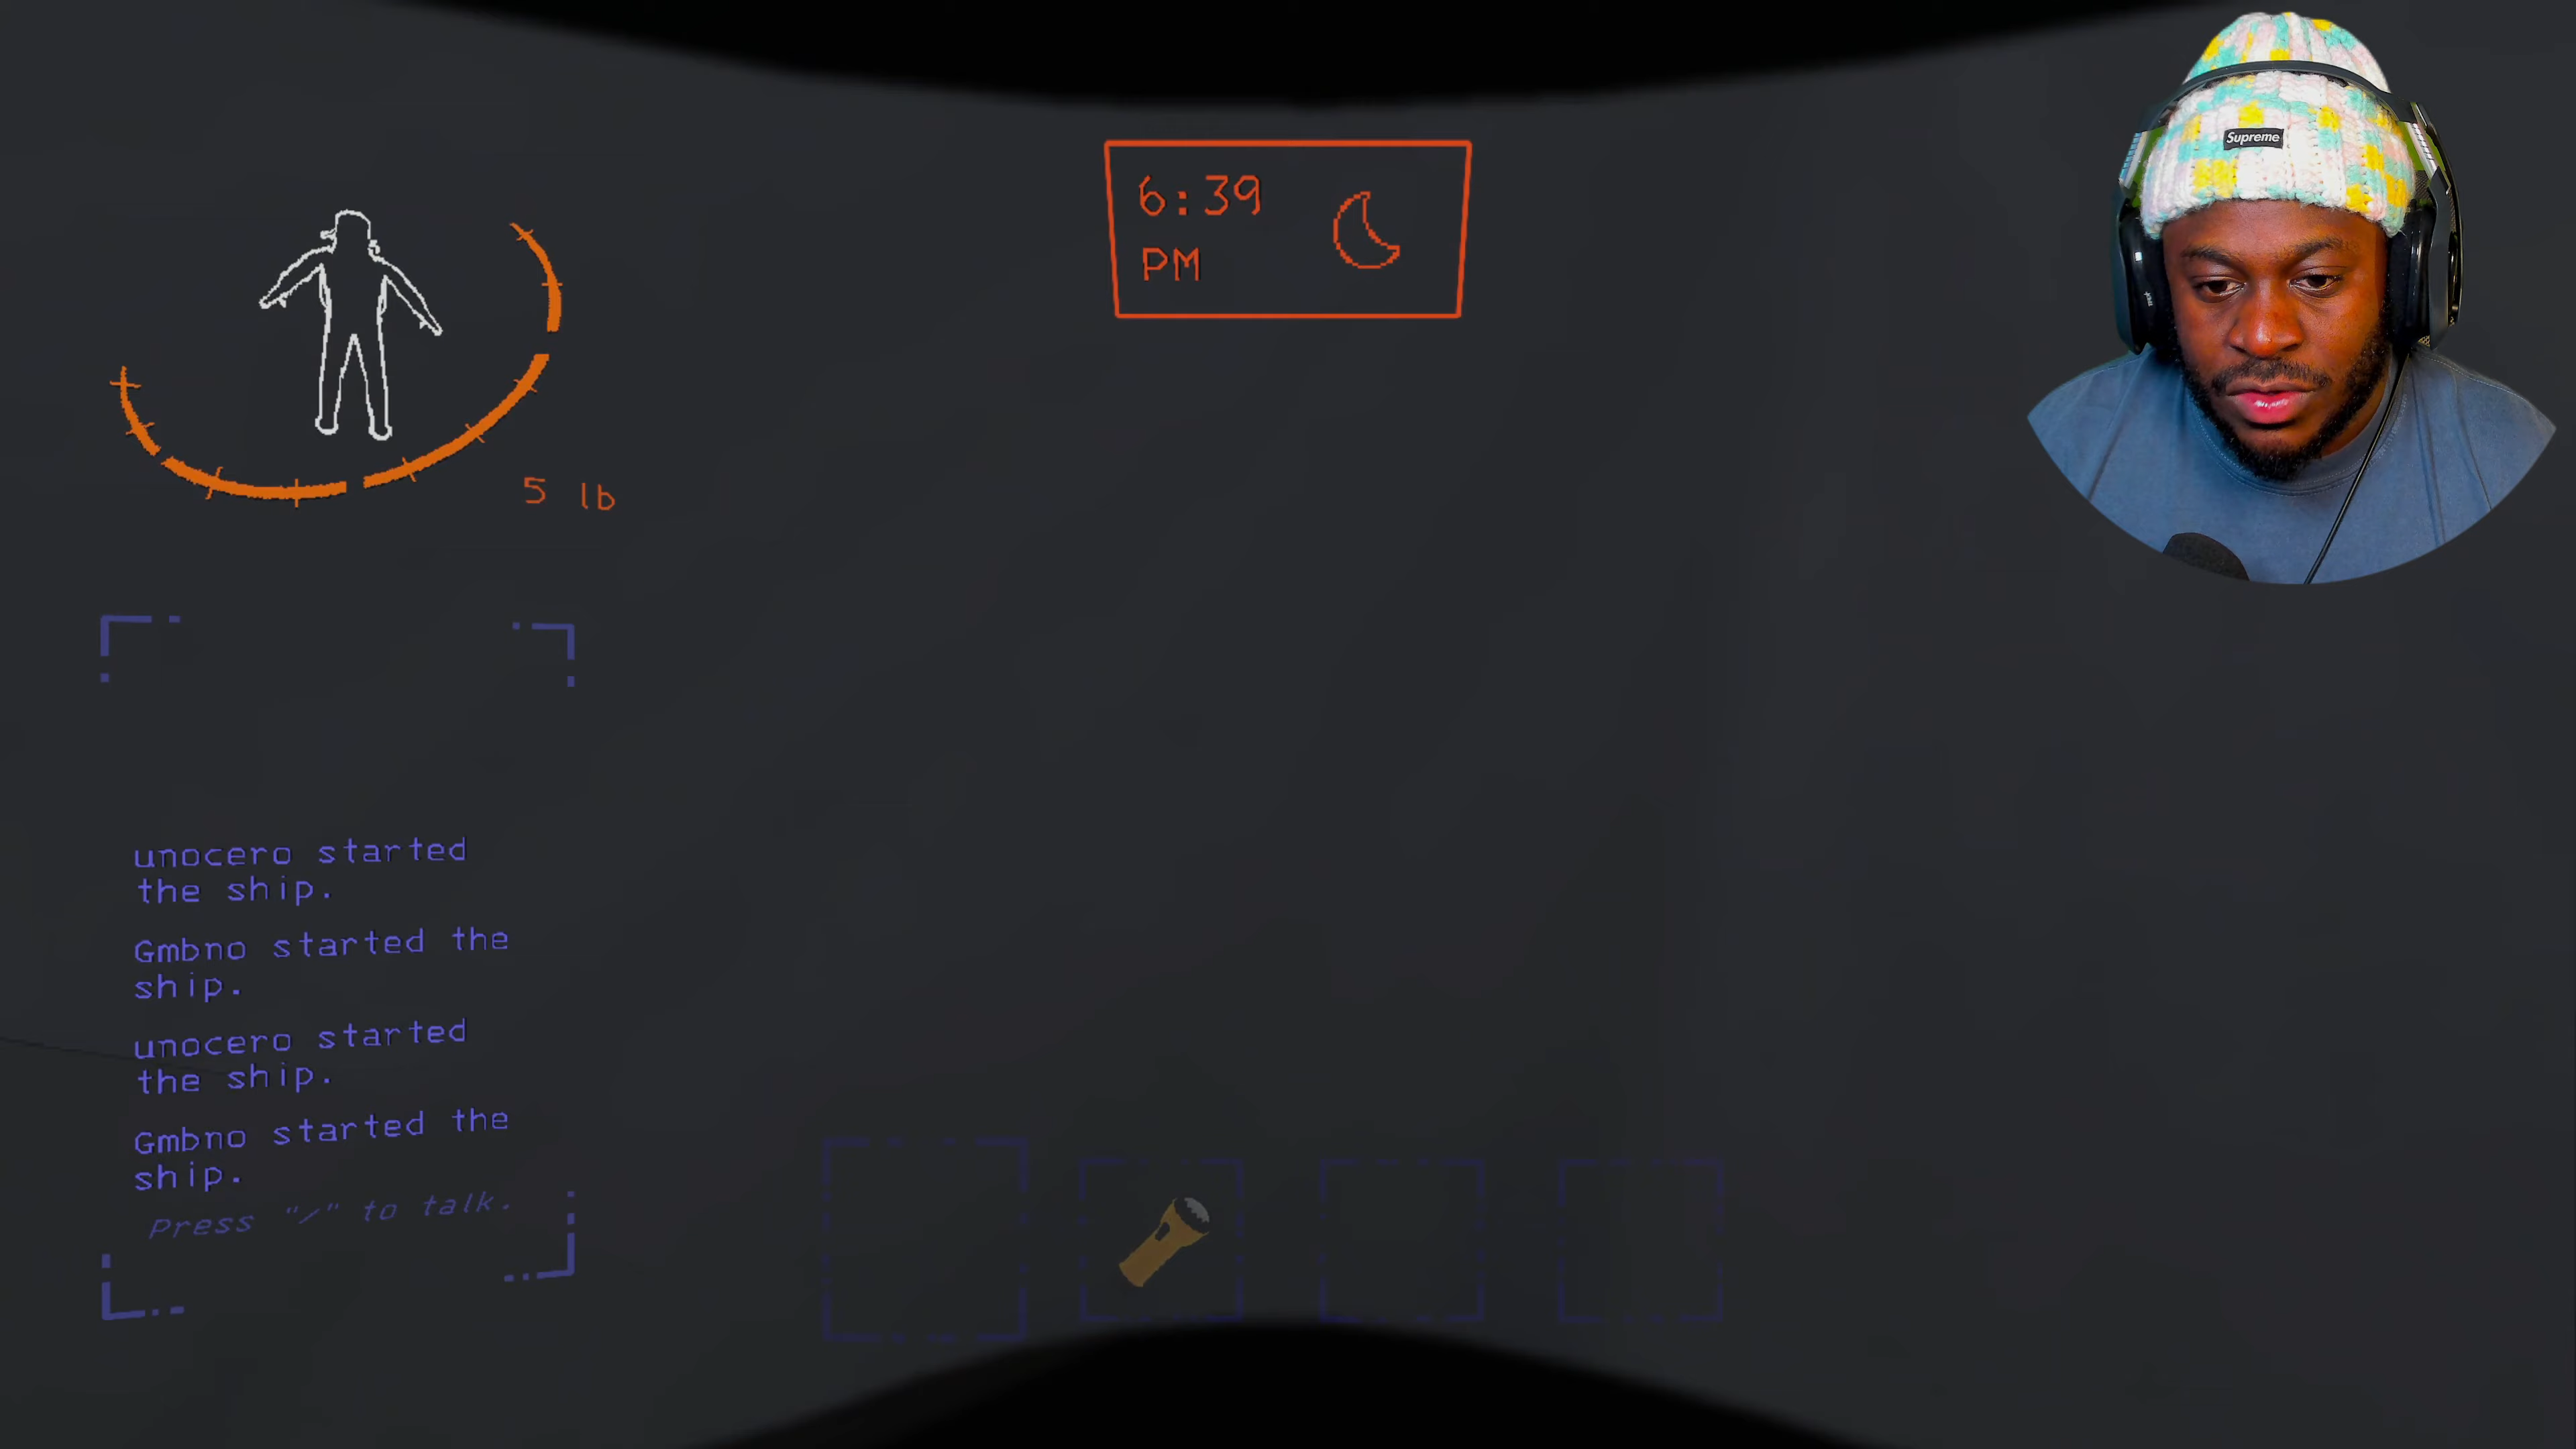 6:39
PM
Supreme
5 lb
unocero started
the ship.
Gmbno started the
ship.
unocero started
the ship.
Gmbno started the
ship.
Press "/" to talk.